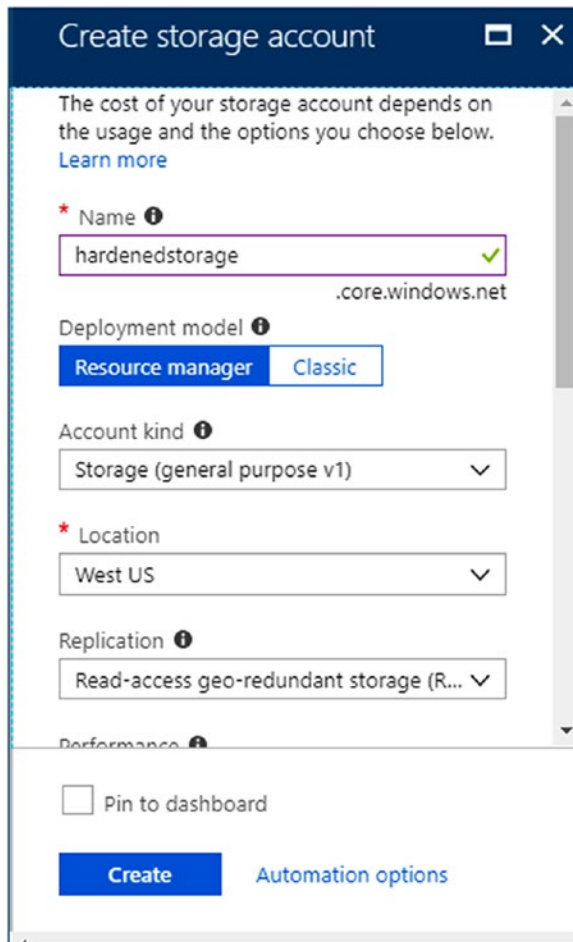 Create storage account
The cost of your storage account depends on
the usage and the options you choose below.
Learn more
* Name
hardenedstorage
.core.windows.net
Deployment model
Resource manager Classic
Account kind
Storage (general purpose v1)
* Location
West US
Replication
Read-access geo-redundant storage (R...
Performance
Pin to dashboard
Create Automation options